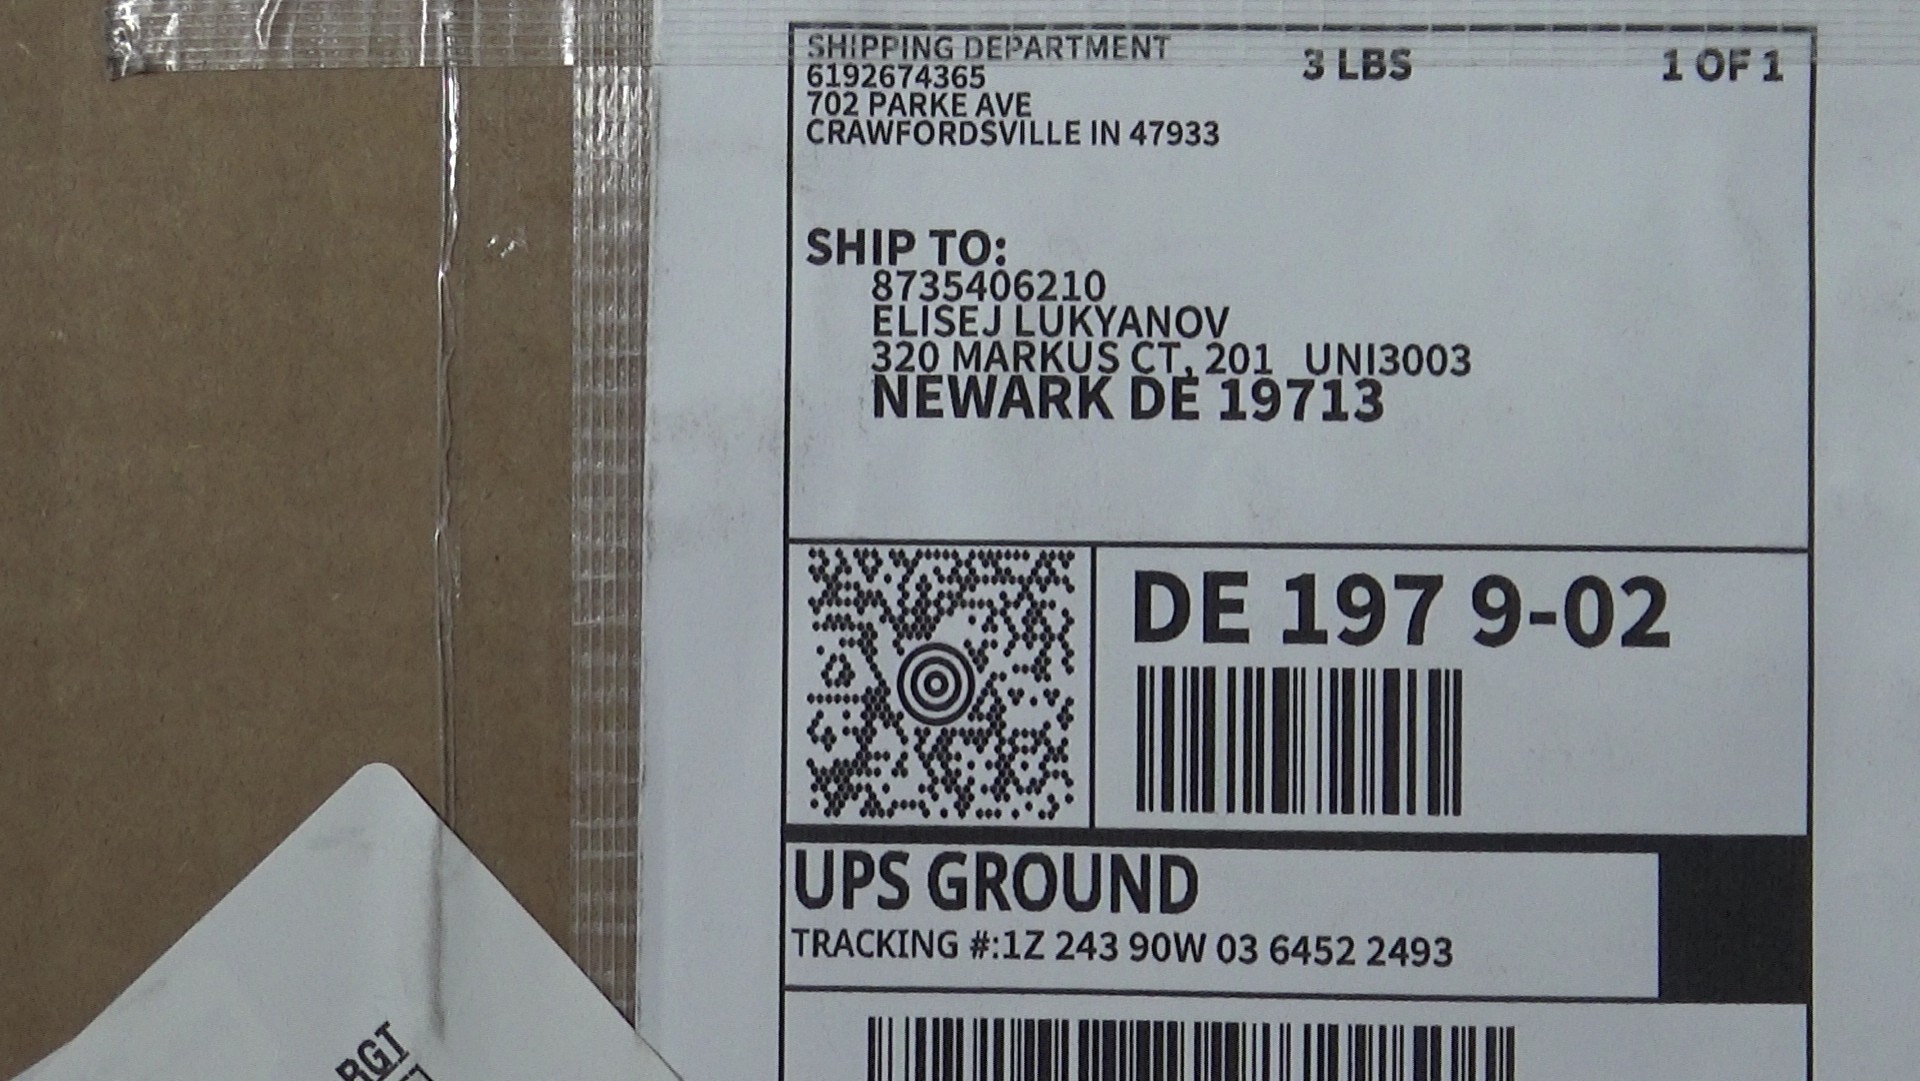 SHIPPING DEPARTMENT
6192674365
702 PARKE AVE
CRAWFORDSVILLE IN 47933
3 LBS
1 OF 1
SHIP TO:
8735406210
ELISEJ LUKYANOV
320 MARKUS CT, 201 UNI3003
NEWARK DE 19713
DE 197 9-02
UPS GROUND
TRACKING #:1Z 243 90W 03 6452 2493
RGT